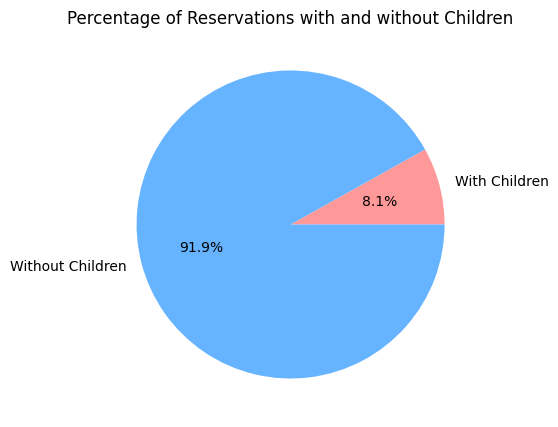 Percentage of Reservations with and without Children
With Children
8.1%
91.9%
Without Children